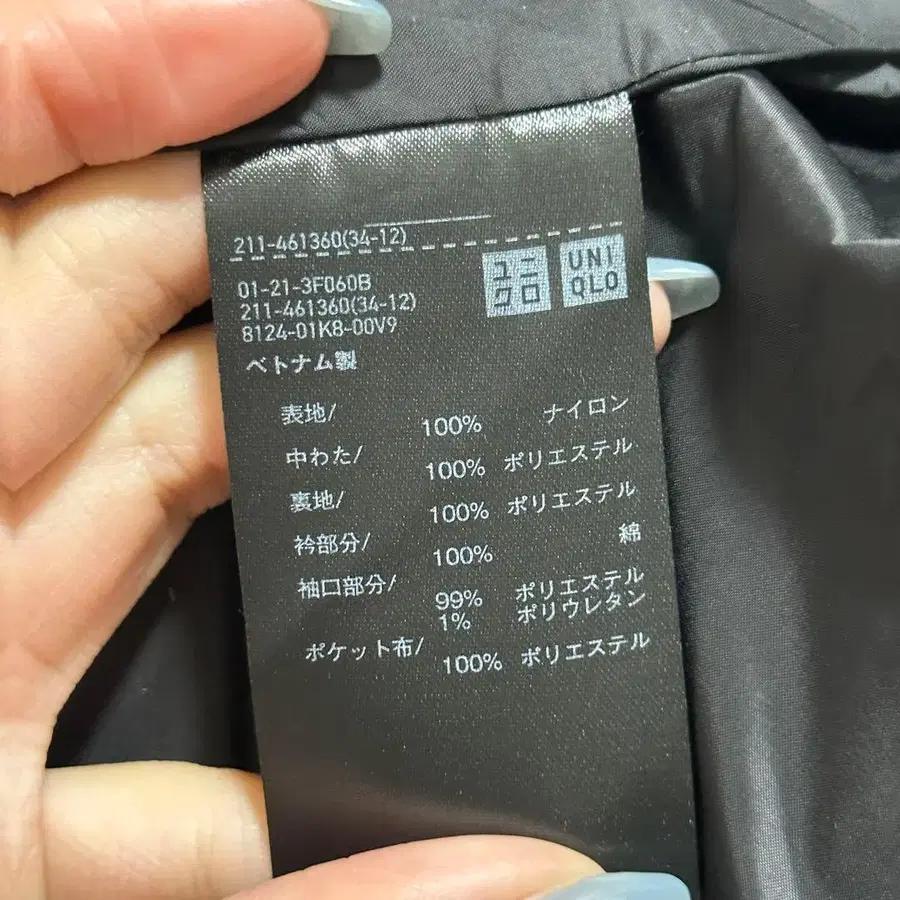 211-461360(34-12)
ユニ
クロ
UNI
QLO
01-21-3F060B
211-461360(34-12)
8124-01K8-00V9
ベトナム製
表地/ 100% ナイロン
中わた/ 100% ポリエステル
裏地/ 100% ポリエステル
衿部分/ 100% 綿
袖口部分/ 99% ポリエステル
1% ポリウレタン
ポケット布/ 100% ポリエステル